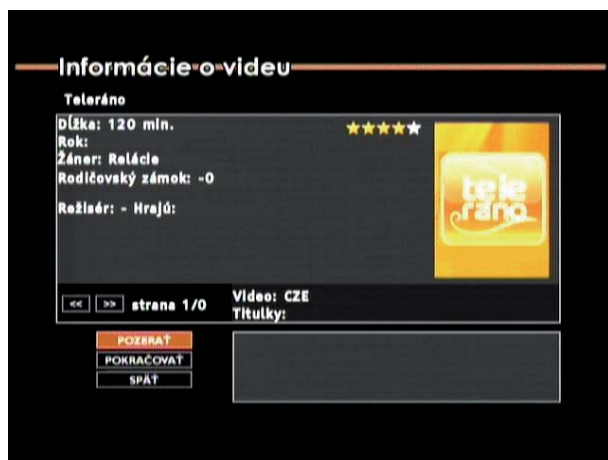 Informácie o videu
Teleráno
Dĺžka: 120 min.
Rok:
Žáner: Relácie
Rodičovský zámok: -0
Režisér: - Hrajú:
tele
ráno
<< >> strana 1/0
Video: CZE
Titulky:
POZERAŤ
POKRAČOVAŤ
SPÄŤ